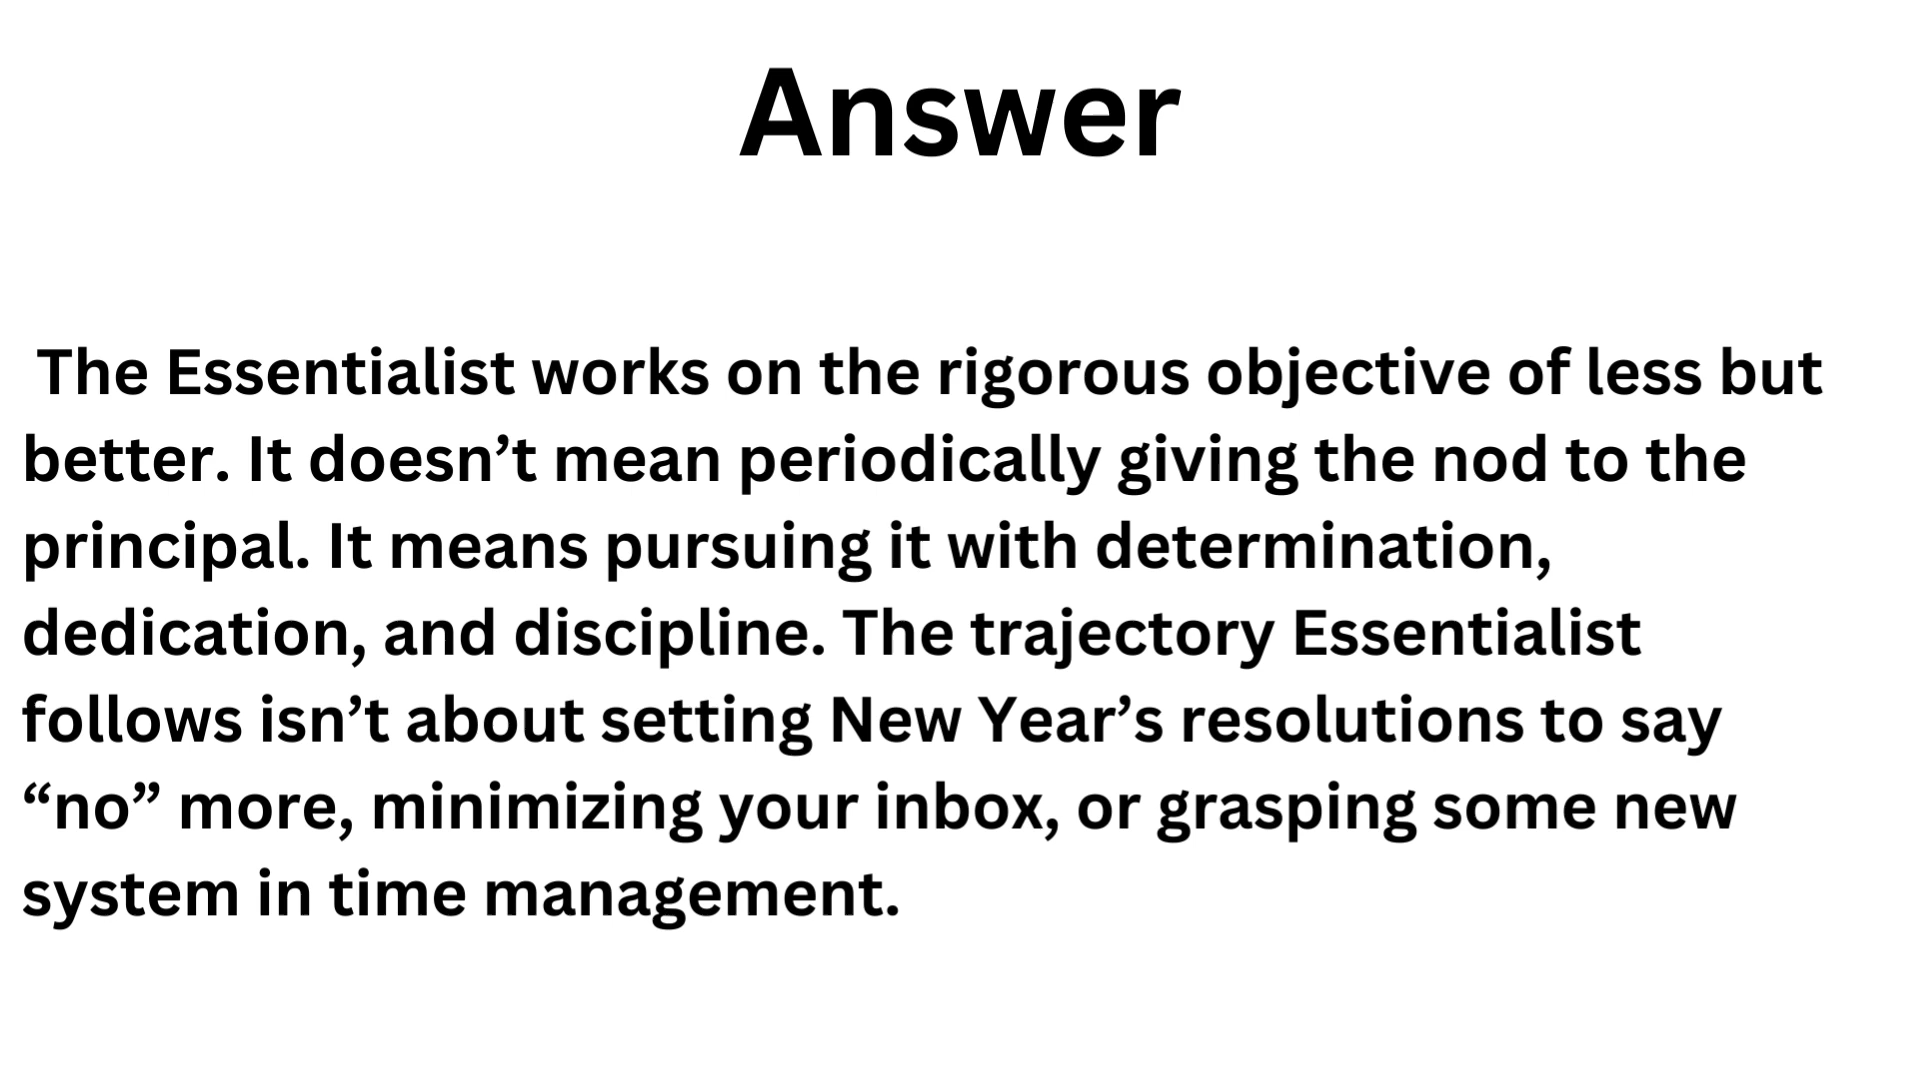 Answer
The Essentialist works on the rigorous objective of less but
better. It doesn’t mean periodically giving the nod to the
principal. It means pursuing it with determination,
dedication, and discipline. The trajectory Essentialist
follows isn’t about setting New Year’s resolutions to say
“no” more, minimizing your inbox, or grasping some new
system in time management.